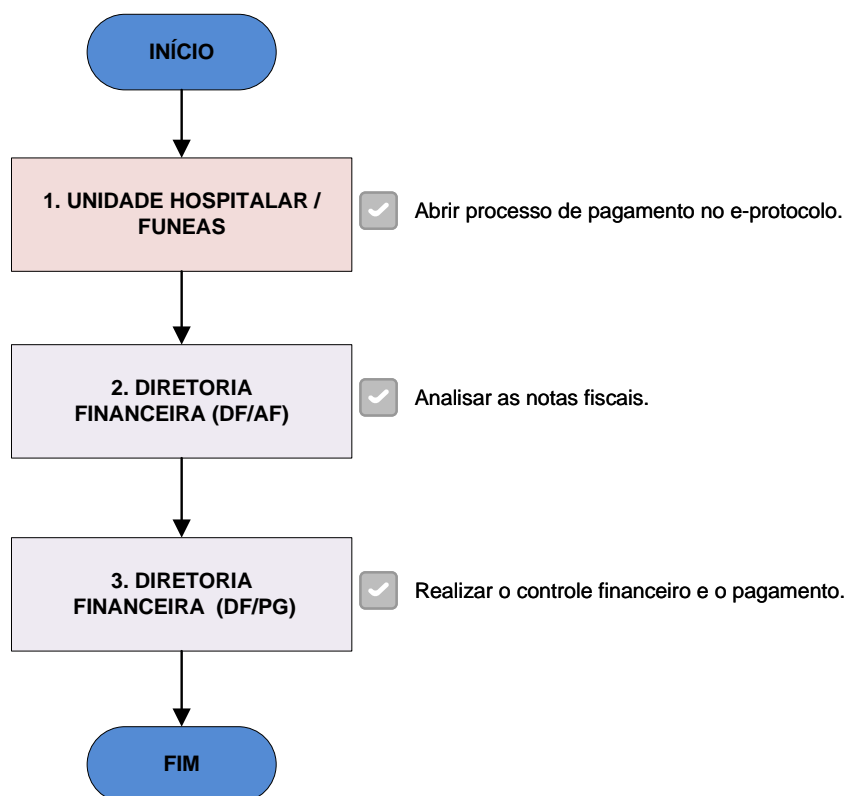 INÍCIO
1. UNIDADE HOSPITALAR /
FUNEAS
Abrir processo de pagamento no e-protocolo.
2. DIRETORIA
FINANCEIRA (DF/AF)
Analisar as notas fiscais.
3. DIRETORIA
FINANCEIRA (DF/PG)
Realizar o controle financeiro e o pagamento.
FIM